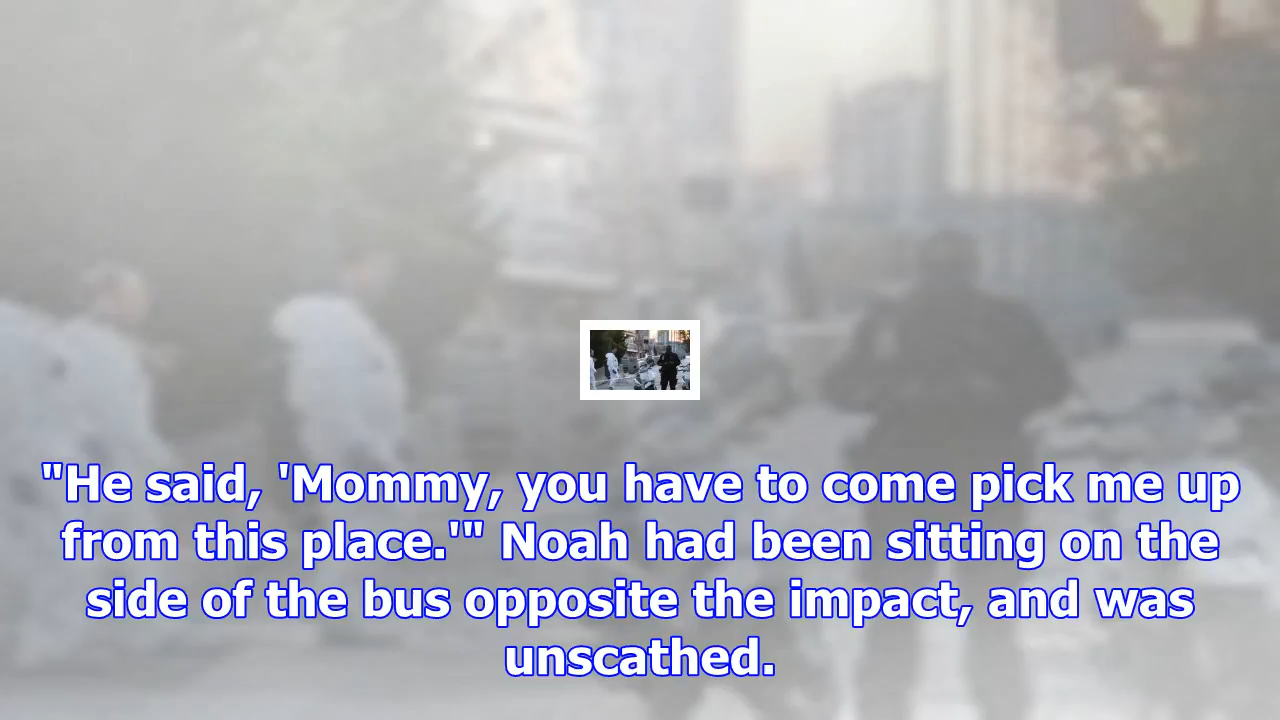 "He said, 'Mommy, you have to come pick me up
from this place.'" Noah had been sitting on the
side of the bus opposite the impact, and was
unscathed.